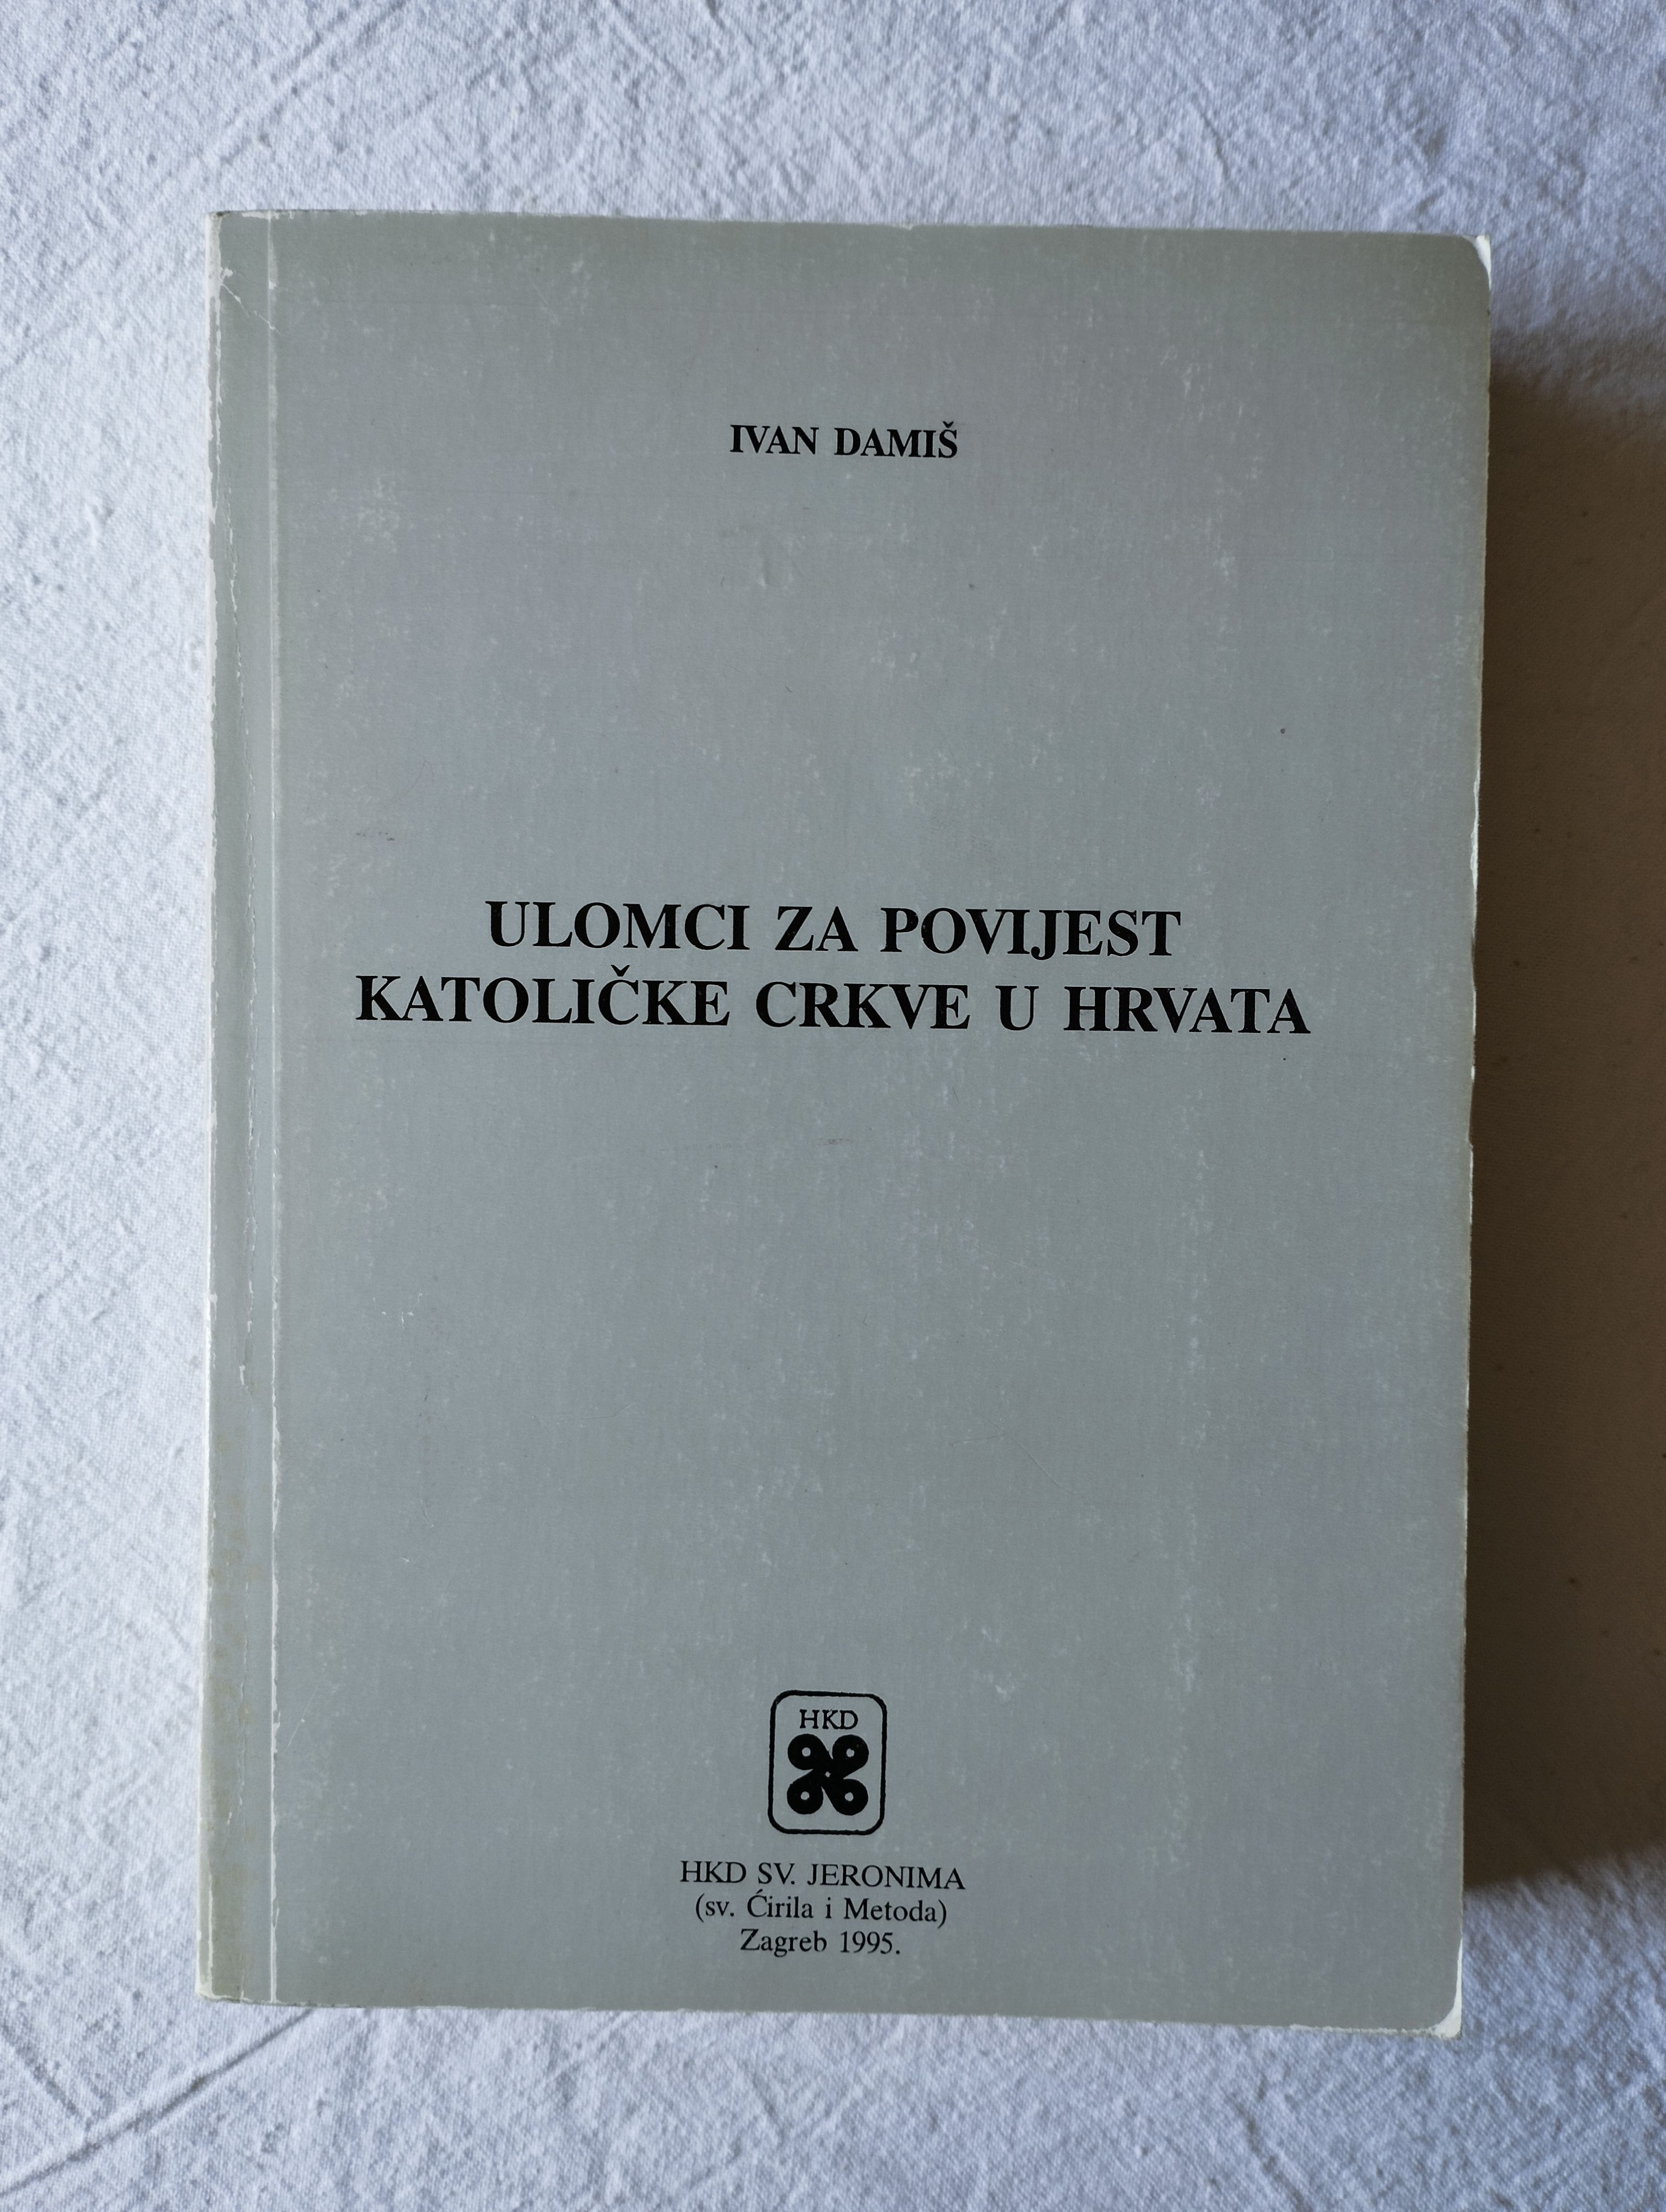 IVAN DAMIŠ
ULOMCI ZA POVIJEST
KATOLIČKE CRKVE U HRVATA
HKD
HKD SV. JERONIMA
(sv. Ćirila i Metoda)
Zagreb 1995.